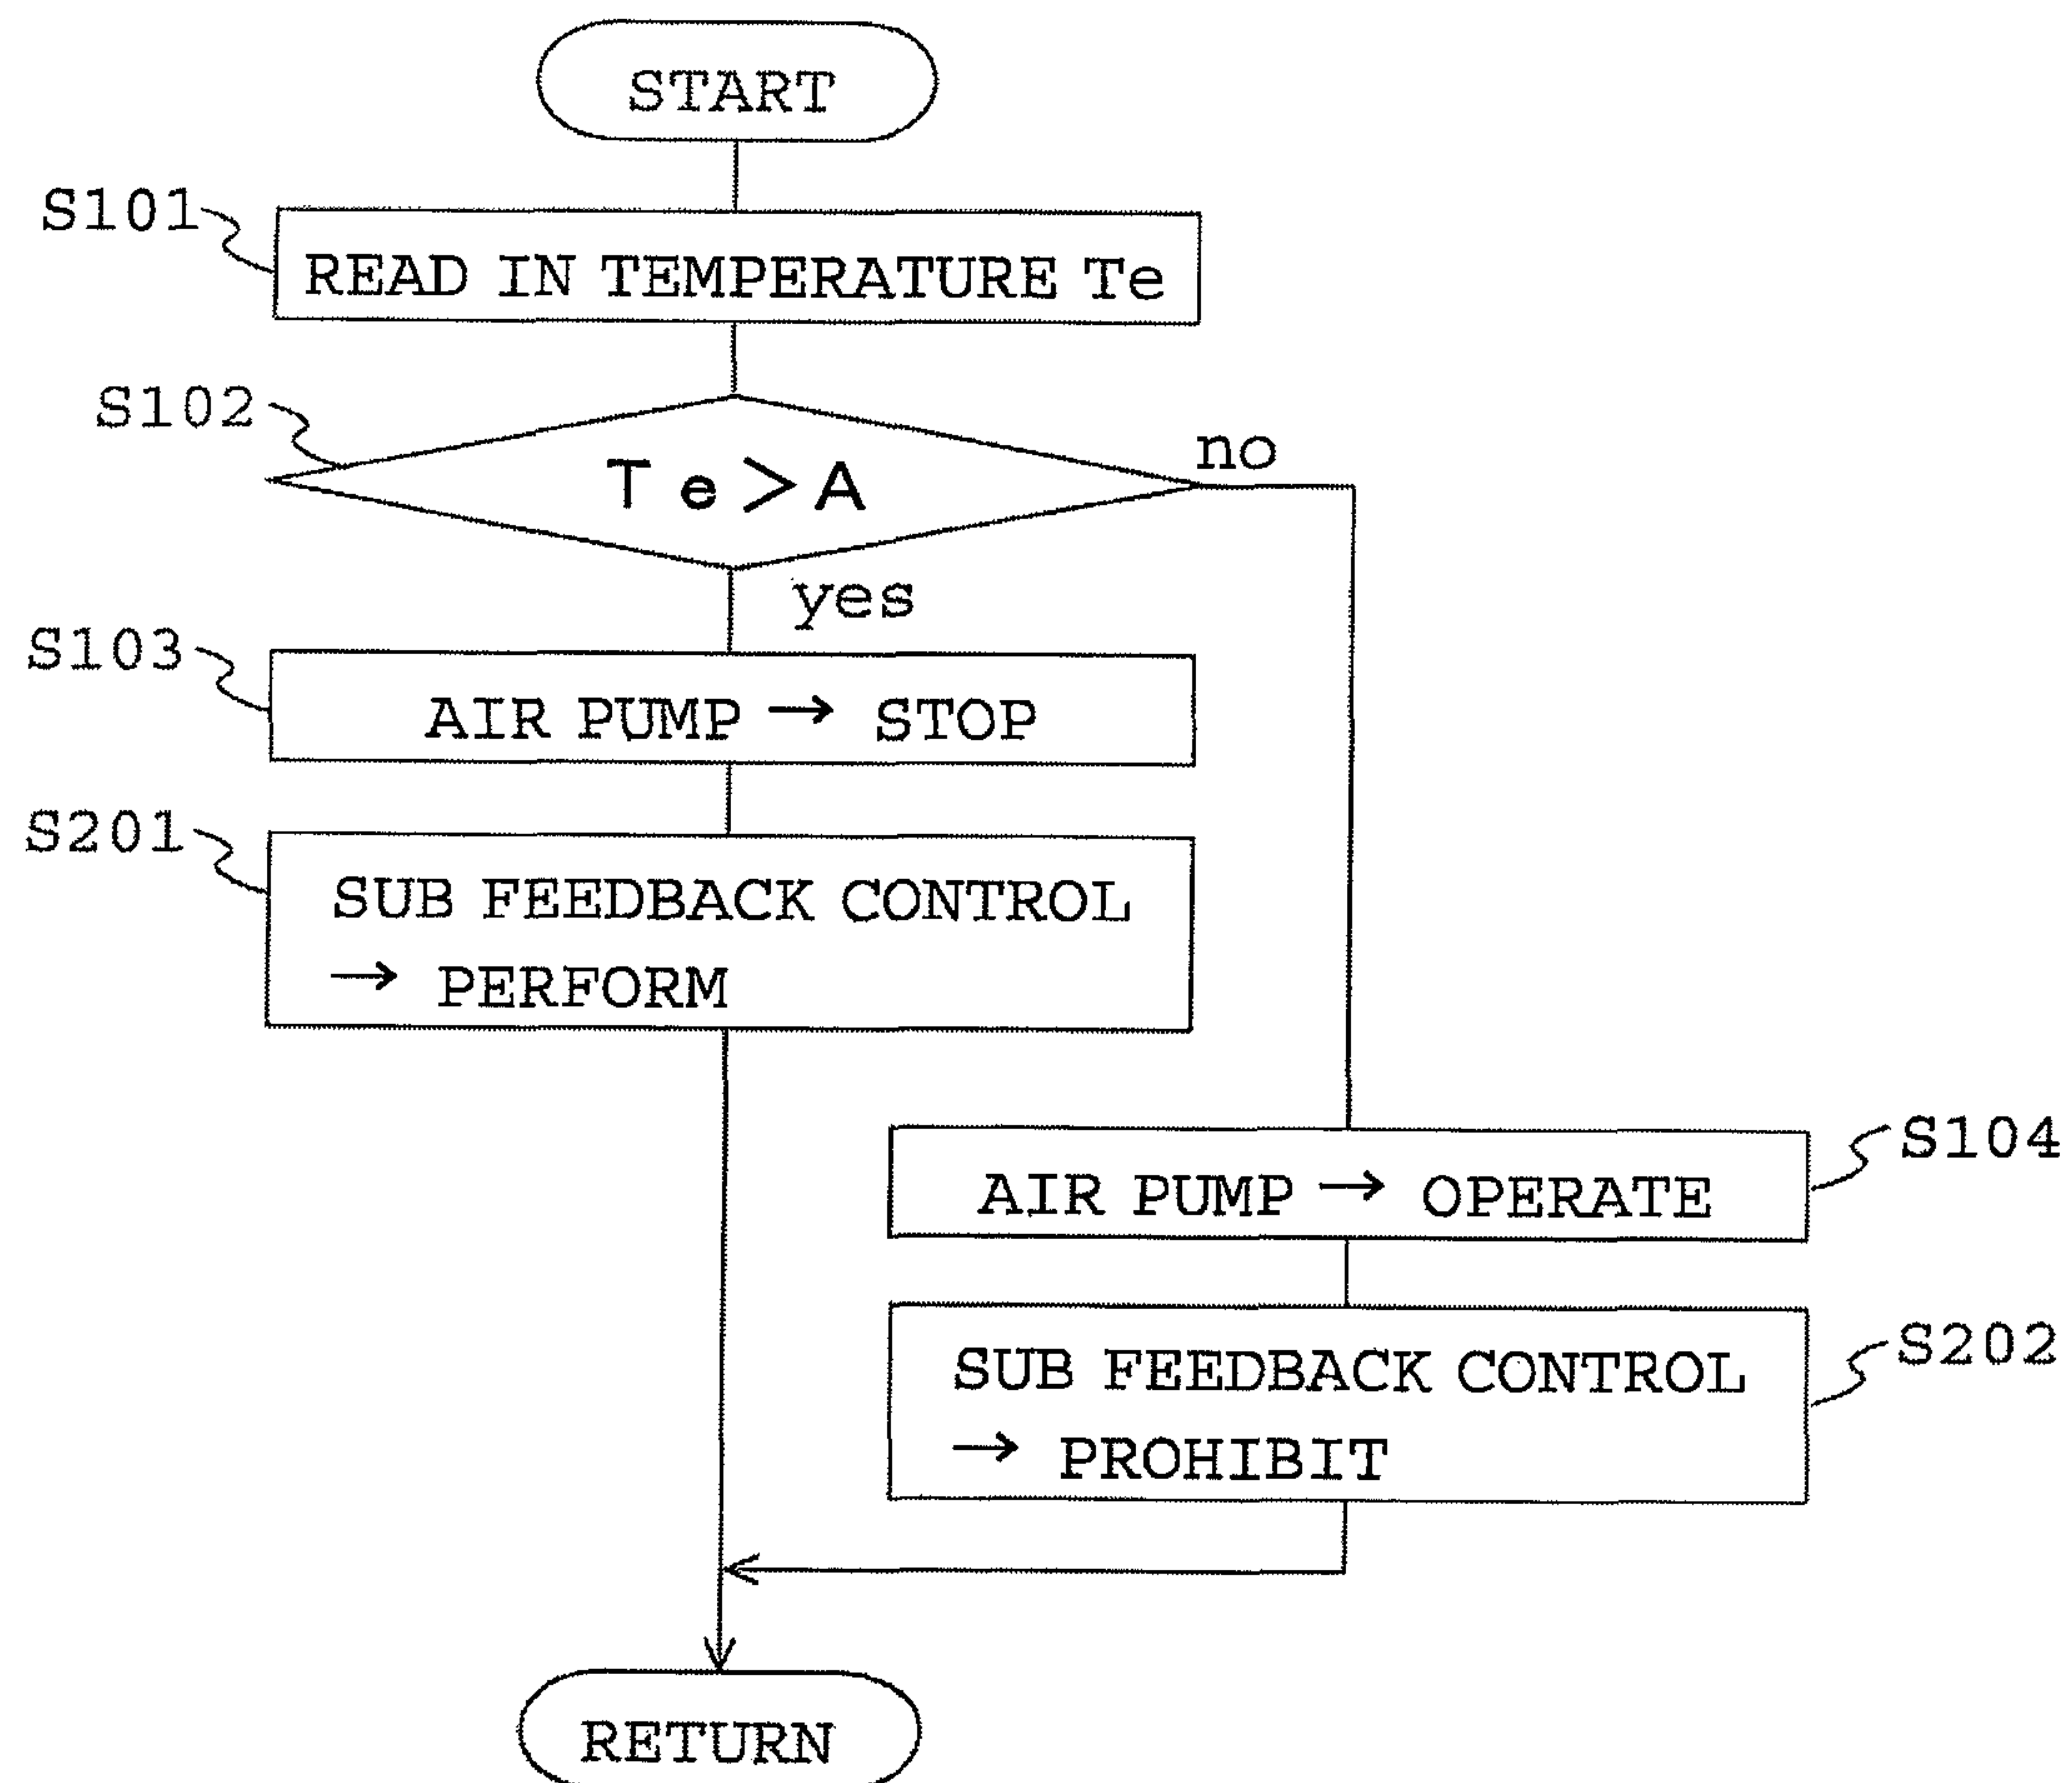 START
S101
READ IN TEMPERATURE Te
S102
Te>A
no
yes
S103
AIR PUMP → STOP
S201
SUB FEEDBACK CONTROL
→ PERFORM
S104
AIR PUMP → OPERATE
S202
SUB FEEDBACK CONTROL
→ PROHIBIT
RETURN